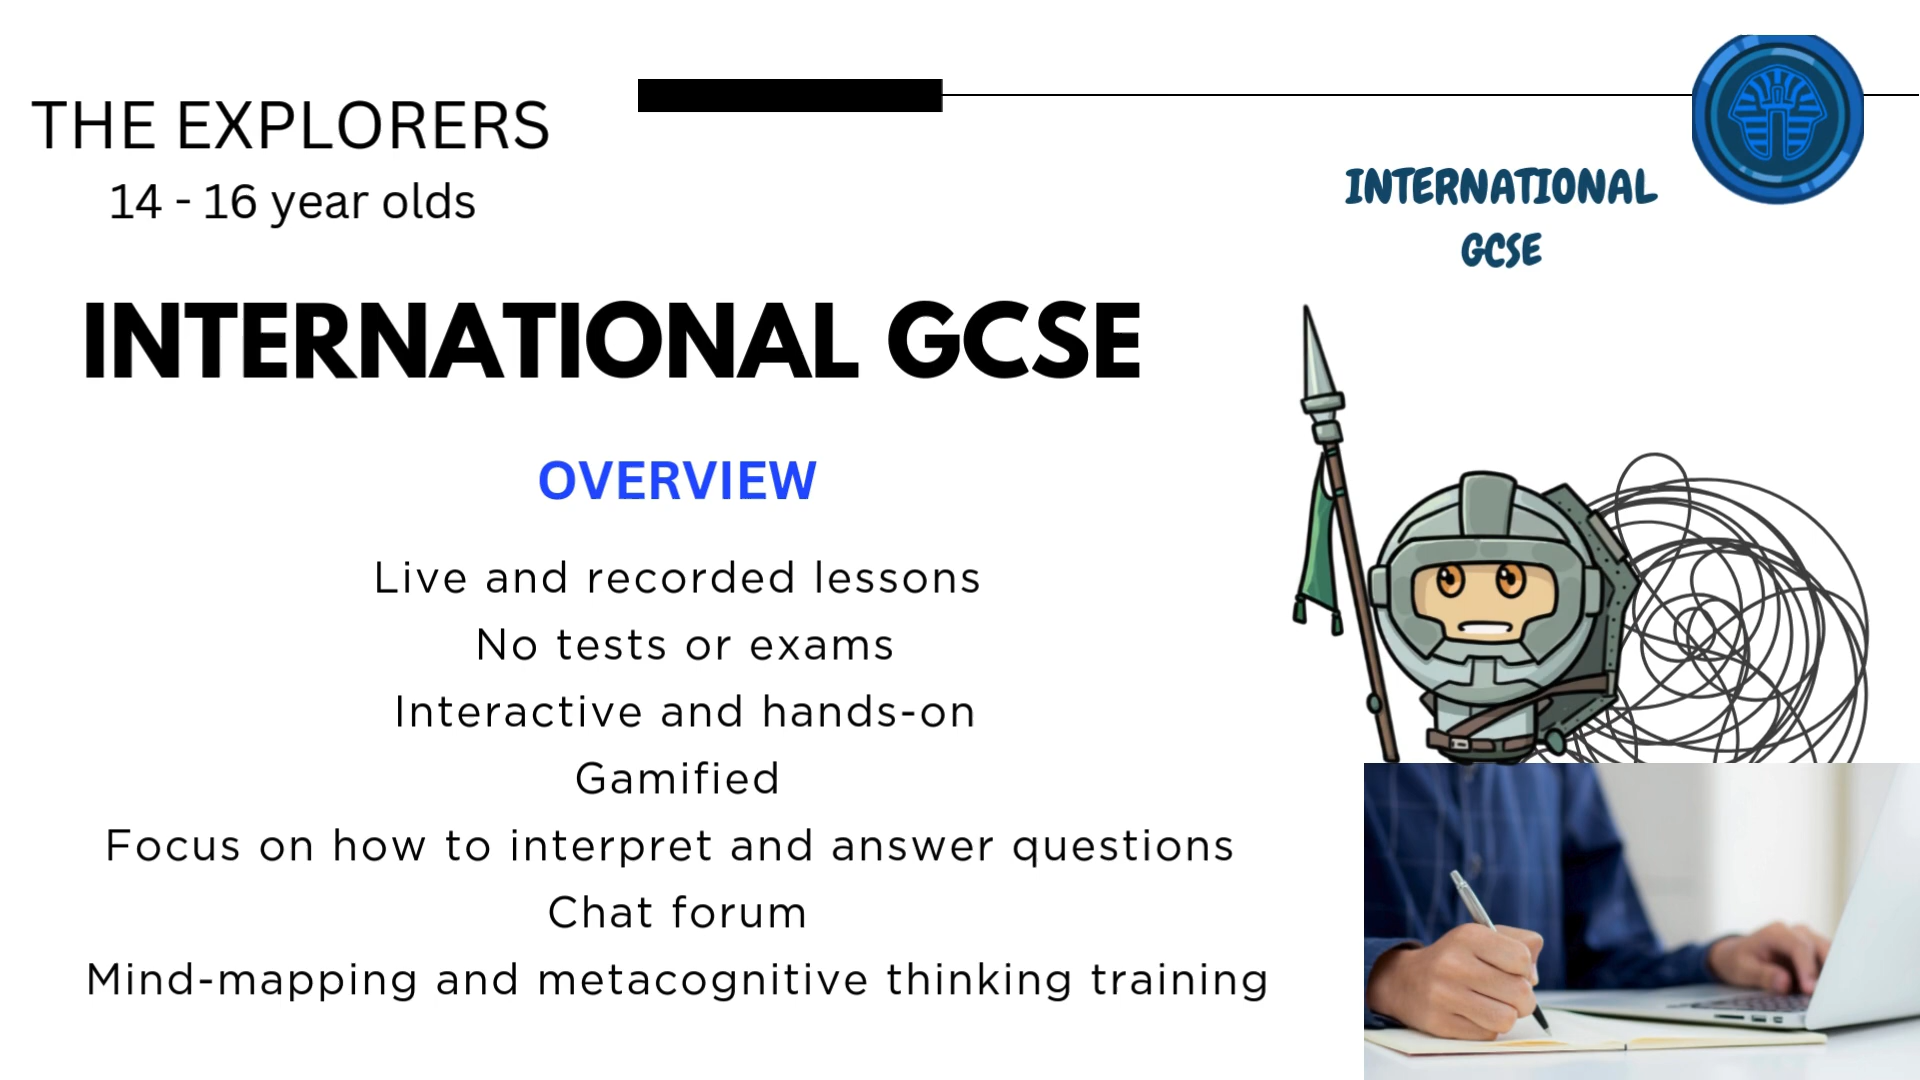 THE EXPLORERS
14 - 16 year olds
INTERNATIONAL
GCSE
INTERNATIONAL GCSE
OVERVIEW
Live and recorded lessons
No tests or exams
Interactive and hands-on
Gamified
Focus on how to interpret and answer questions
Chat forum
Mind-mapping and metacognitive thinking training